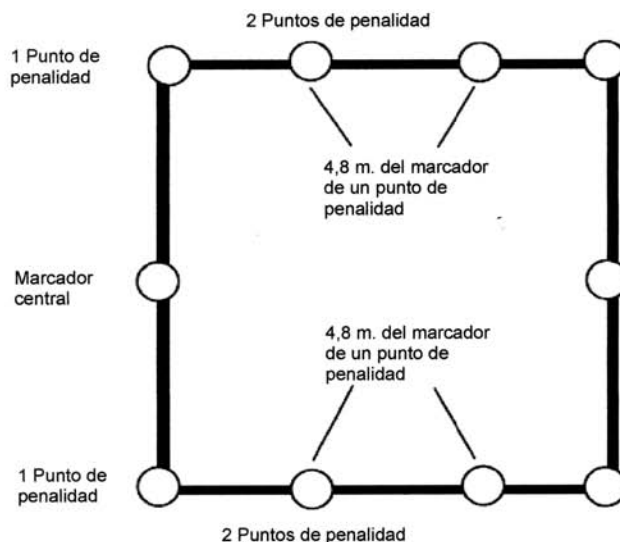 2 Puntos de penalidad
1 Punto de
penalidad
4,8 m. del marcador
de un punto de
penalidad
Marcador
central
4,8 m. del marcador
de un punto de
penalidad
1 Punto de
penalidad
2 Puntos de penalidad